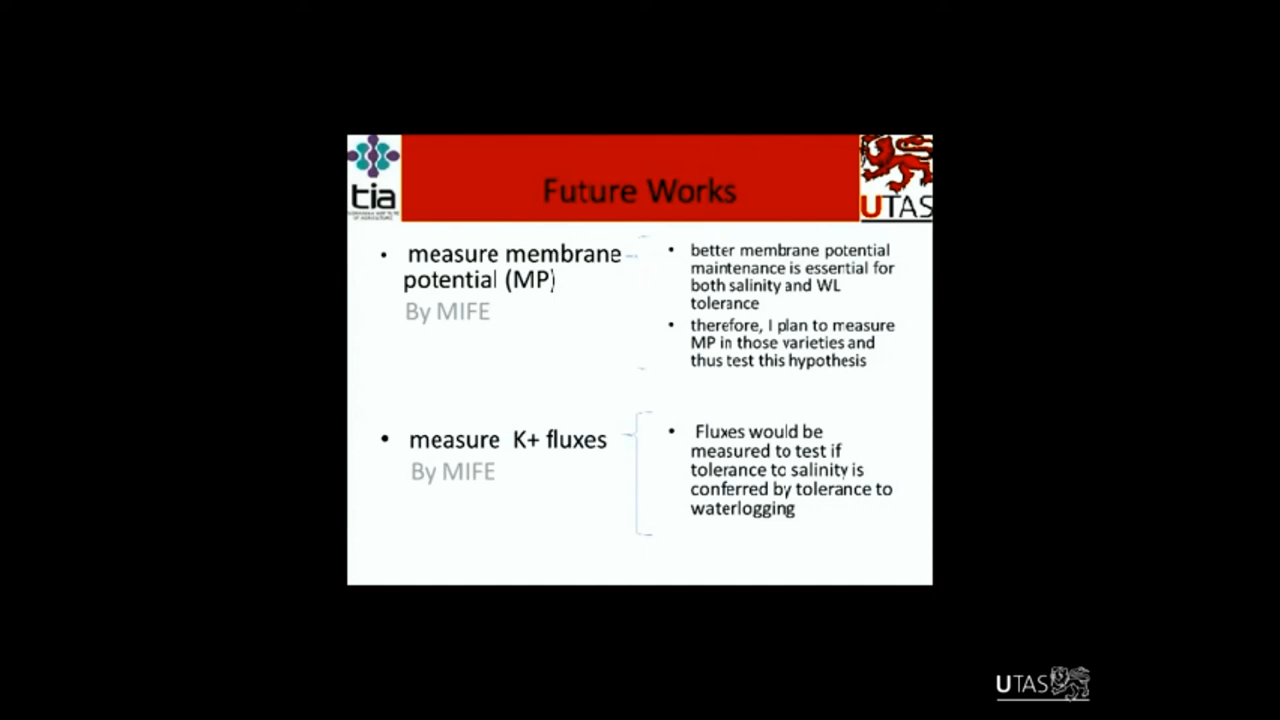 tia
UTAS
Future Works
• measure membrane
potential (MP)
By MIFE
• better membrane potential
maintenance is essential for
both salinity and WL
tolerance
• therefore, I plan to measure
MP in those varieties and
thus test this hypothesis
• measure K+ fluxes
By MIFE
• Fluxes would be
measured to test if
tolerance to salinity is
conferred by tolerance to
waterlogging
UTAS